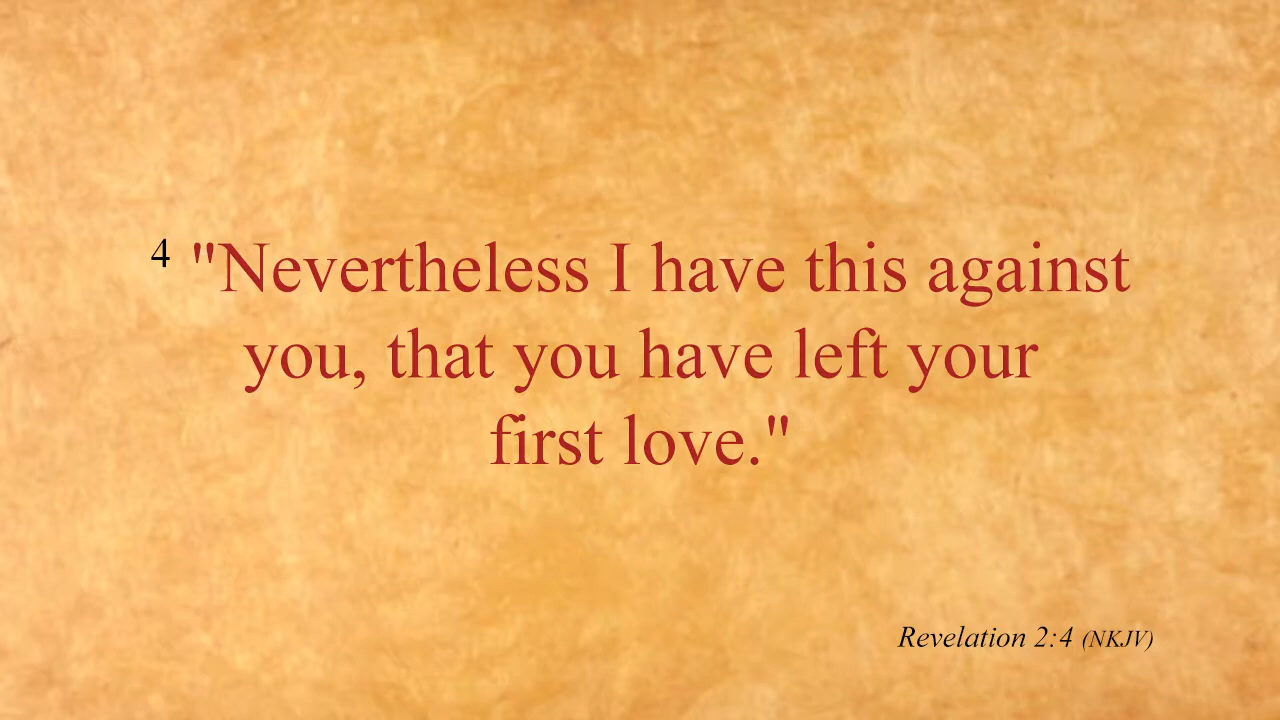 4 "Nevertheless I have this against
you, that you have left your
first love."
Revelation 2:4 (NKJV)